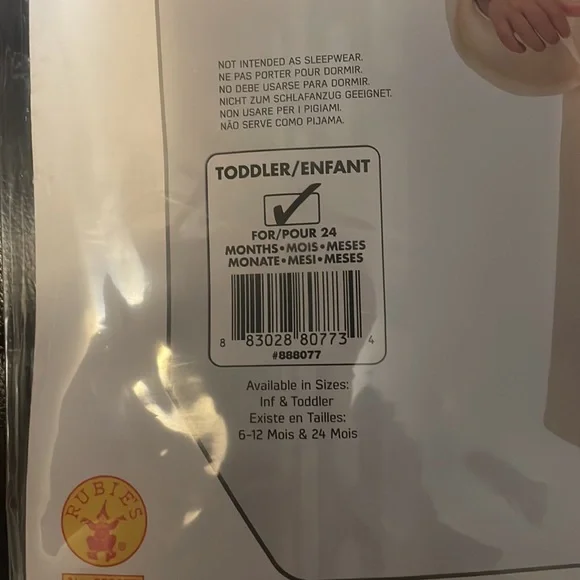 NOT INTENDED AS SLEEPWEAR.
NE PAS PORTER POUR DORMIR.
NO DEBE USARSE PARA DORMIR.
NICHT ZUM SCHLAFANZUG GEEIGNET.
NON USARE PER I PIGIAMI.
NÃO SERVE COMO PIJAMA.
TODDLER/ENFANT
FOR/POUR 24
MONTHS•MOIS•MESES
MONATE•MESI•MESES
8 83028 80773 4
#888077
Available in Sizes:
Inf & Toddler
Existe en Tailles:
6-12 Mois & 24 Mois
RUBIE'S